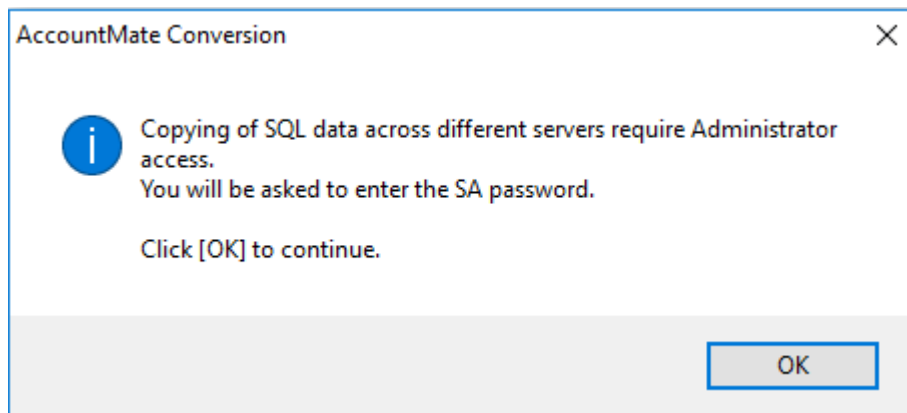 AccountMate Conversion
Copying of SQL data across different servers require Administrator
access.
You will be asked to enter the SA password.
Click [OK] to continue.
OK